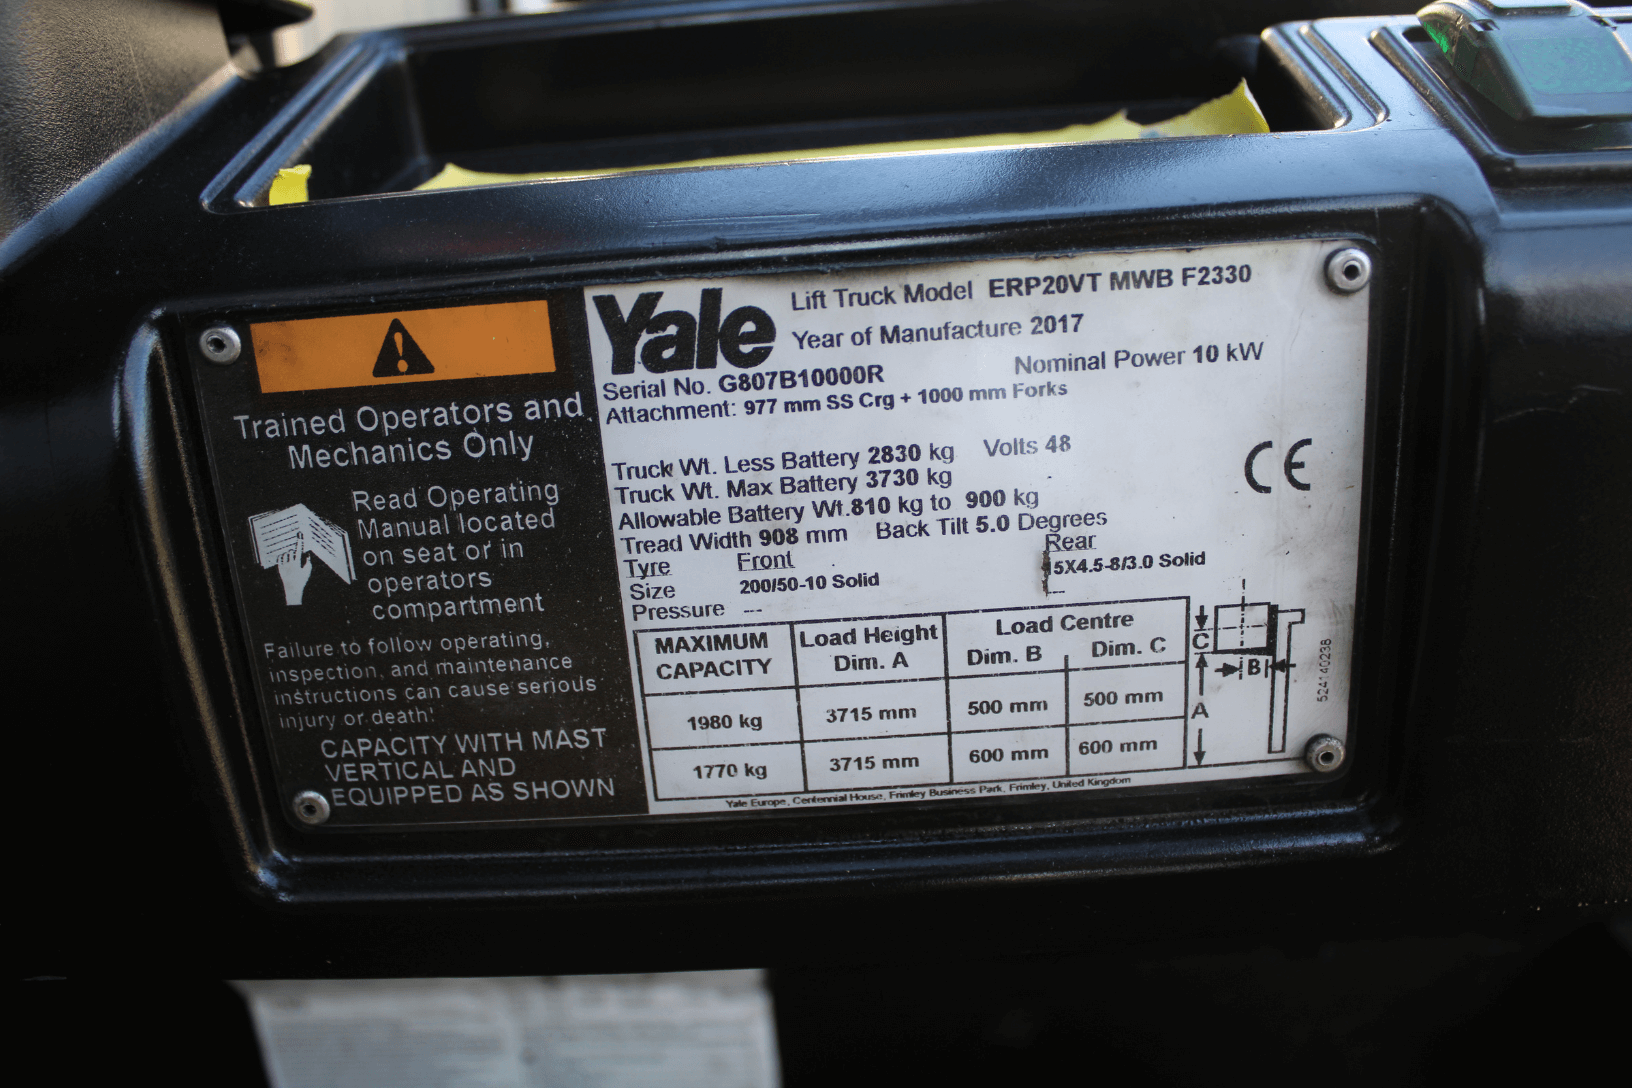 Trained Operators and
Mechanics Only
Read Operating
Manual located
on seat or in
operators
compartment
Failure to follow operating,
inspection, and maintenance
instructions can cause serious
injury or death.
CAPACITY WITH MAST
VERTICAL AND
EQUIPPED AS SHOWN
Yale
Lift Truck Model ERP20VT MWB F2330
Year of Manufacture 2017
Serial No. G807B10000R Nominal Power 10 kW
Attachment: 977 mm SS Crg + 1000 mm Forks
Truck Wt. Less Battery 2830 kg Volts 48
Truck Wt. Max Battery 3730 kg
Allowable Battery Wt.810 kg to 900 kg
Tread Width 908 mm Back Tilt 5.0 Degrees
Tyre Front Rear
Size 200/50-10 Solid 15X4.5-8/3.0 Solid
Pressure --- ---
MAXIMUM CAPACITY Load Height Dim. A Load Centre Dim. B Dim. C
1980 kg 3715 mm 500 mm 500 mm
1770 kg 3715 mm 600 mm 600 mm
CE
C
B
A
524140238
Yale Europe, Centennial House, Frimley Business Park, Frimley, United Kingdom